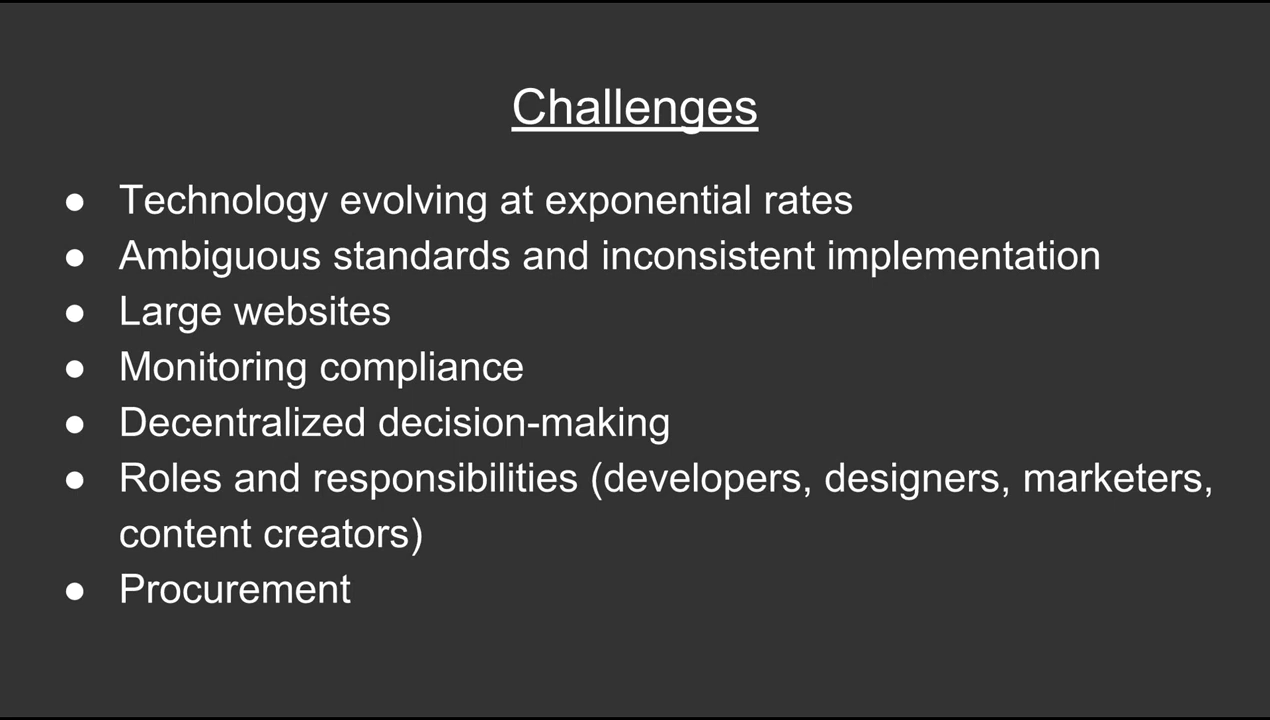 Challenges
● Technology evolving at exponential rates
● Ambiguous standards and inconsistent implementation
● Large websites
● Monitoring compliance
● Decentralized decision-making
● Roles and responsibilities (developers, designers, marketers,
content creators)
● Procurement